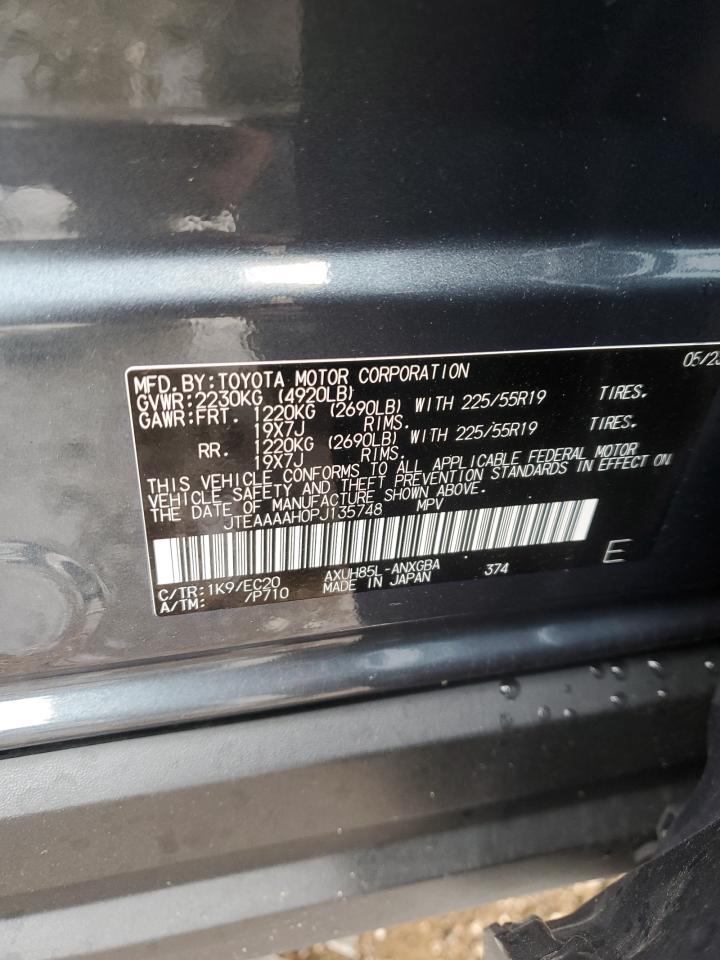 05/23
MFD.BY:TOYOTA MOTOR CORPORATION
GVWR:2230KG (4920LB)
GAWR:FRT. 1220KG (2690LB) WITH 225/55R19 TIRES.
19X7J RIMS.
RR. 1220KG (2690LB) WITH 225/55R19 TIRES.
19X7J RIMS.
THIS VEHICLE CONFORMS TO ALL APPLICABLE FEDERAL MOTOR
VEHICLE SAFETY AND THEFT PREVENTION STANDARDS IN EFFECT ON
THE DATE OF MANUFACTURE SHOWN ABOVE.
JTEAAAAH0PJ135748 MPV
E
C/TR:1K9/EC20 AXUH85L-ANXGBA 374
A/TM: /P710 MADE IN JAPAN